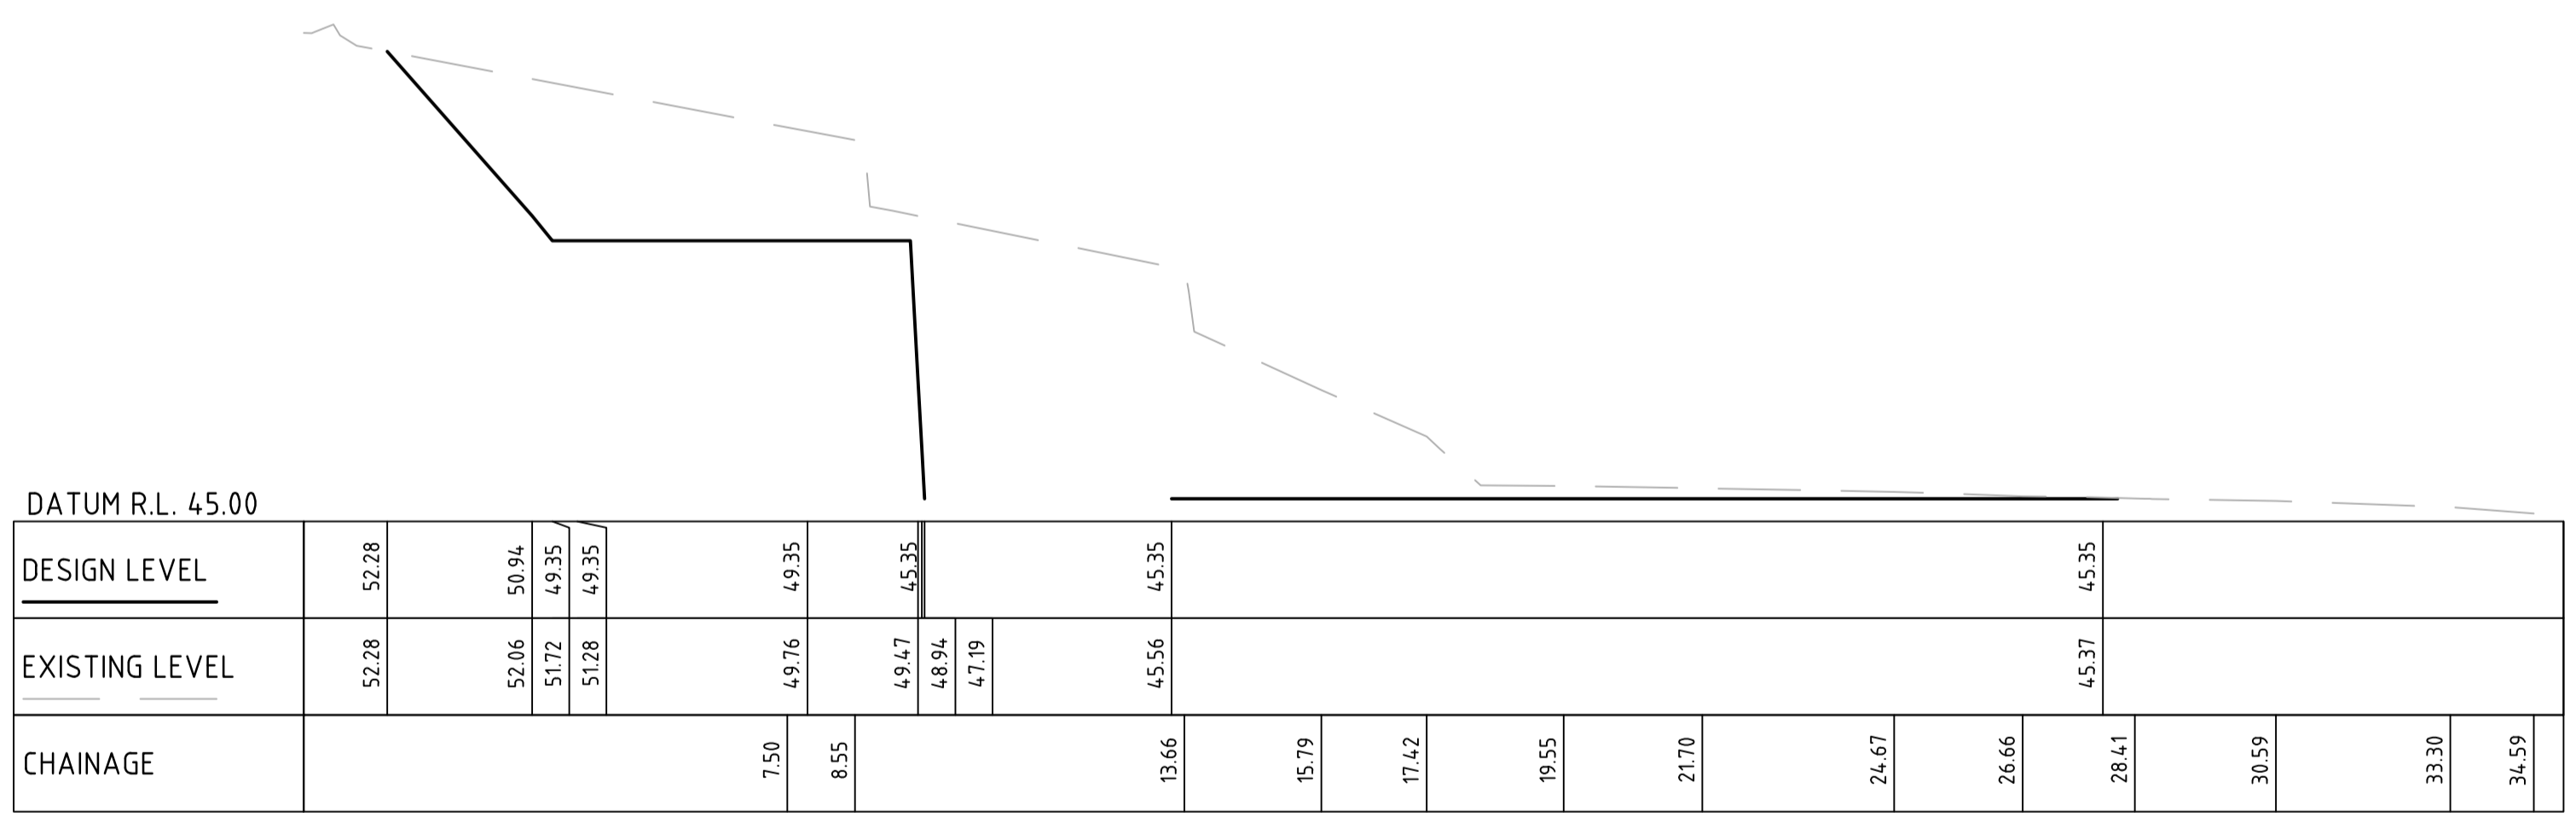 DATUM R.L. 45.00
DESIGN LEVEL 52.28 50.94 49.35 49.35 49.35 45.35 45.35 45.35
EXISTING LEVEL 52.28 52.06 51.72 51.28 49.76 49.47 48.94 47.19 45.56 45.37
CHAINAGE 7.50 8.55 13.66 15.79 17.42 19.55 21.70 24.67 26.66 28.41 30.59 33.30 34.59